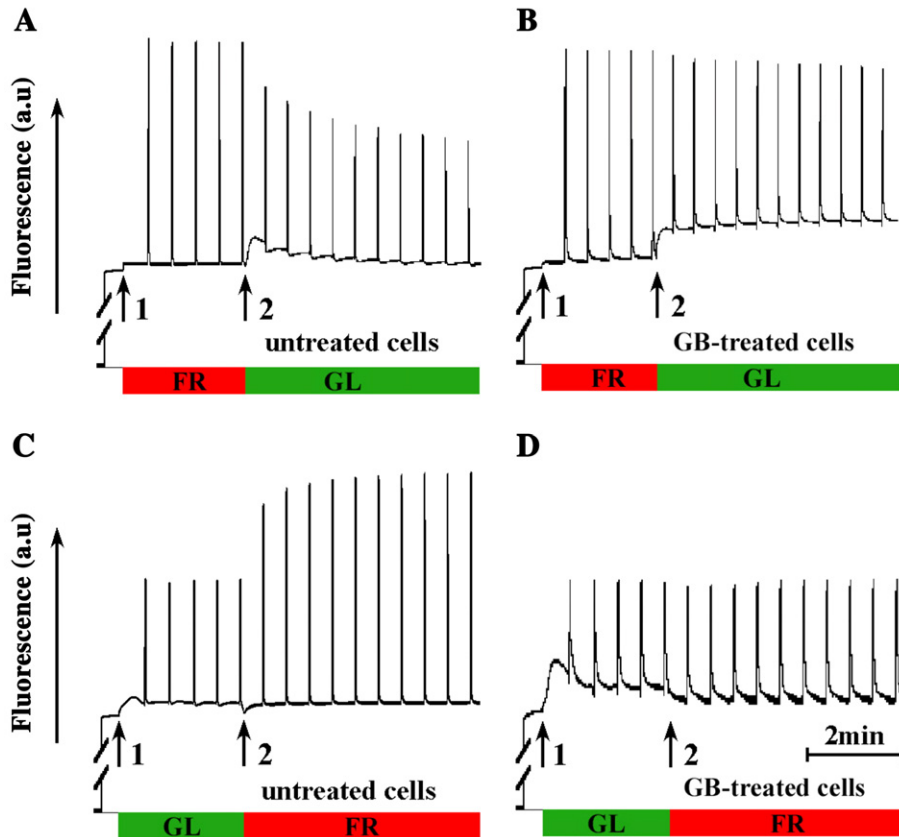 A
B
Fluorescence (a.u)
1
2
1
2
untreated cells
GB-treated cells
FR
GL
FR
GL
C
D
Fluorescence (a.u)
1
2
1
2
2min
untreated cells
GB-treated cells
GL
FR
GL
FR